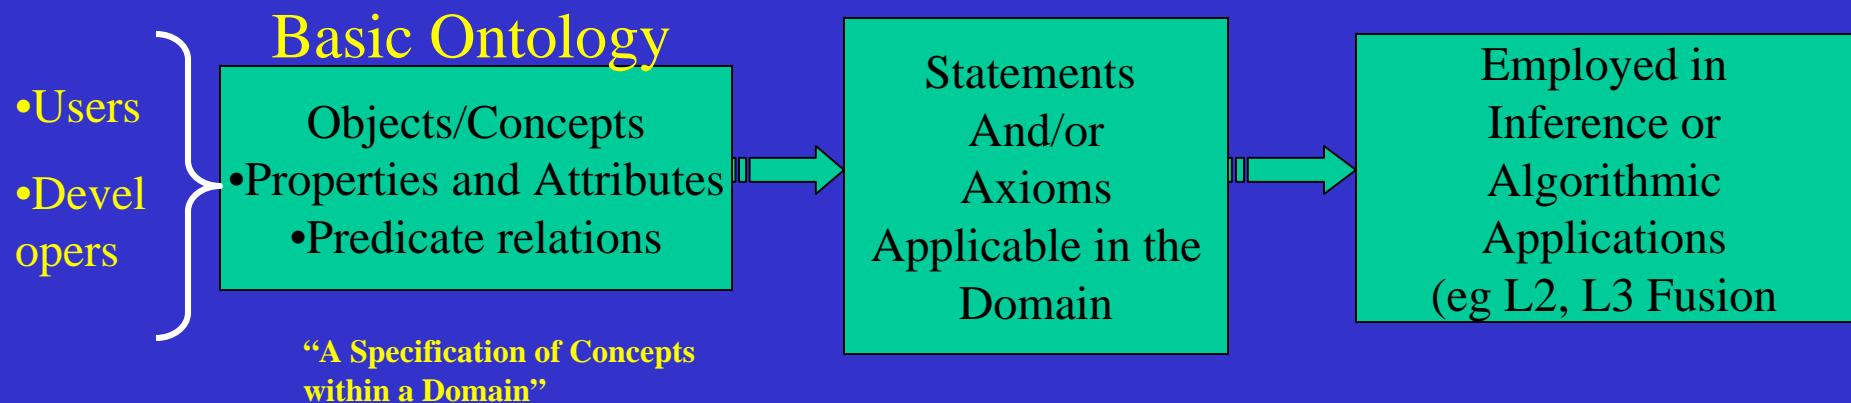 Basic Ontology
•Users
•Devel
opers
Objects/Concepts
•Properties and Attributes
•Predicate relations
“A Specification of Concepts
within a Domain”
Statements
And/or
Axioms
Applicable in the
Domain
Employed in
Inference or
Algorithmic
Applications
(eg L2, L3 Fusion